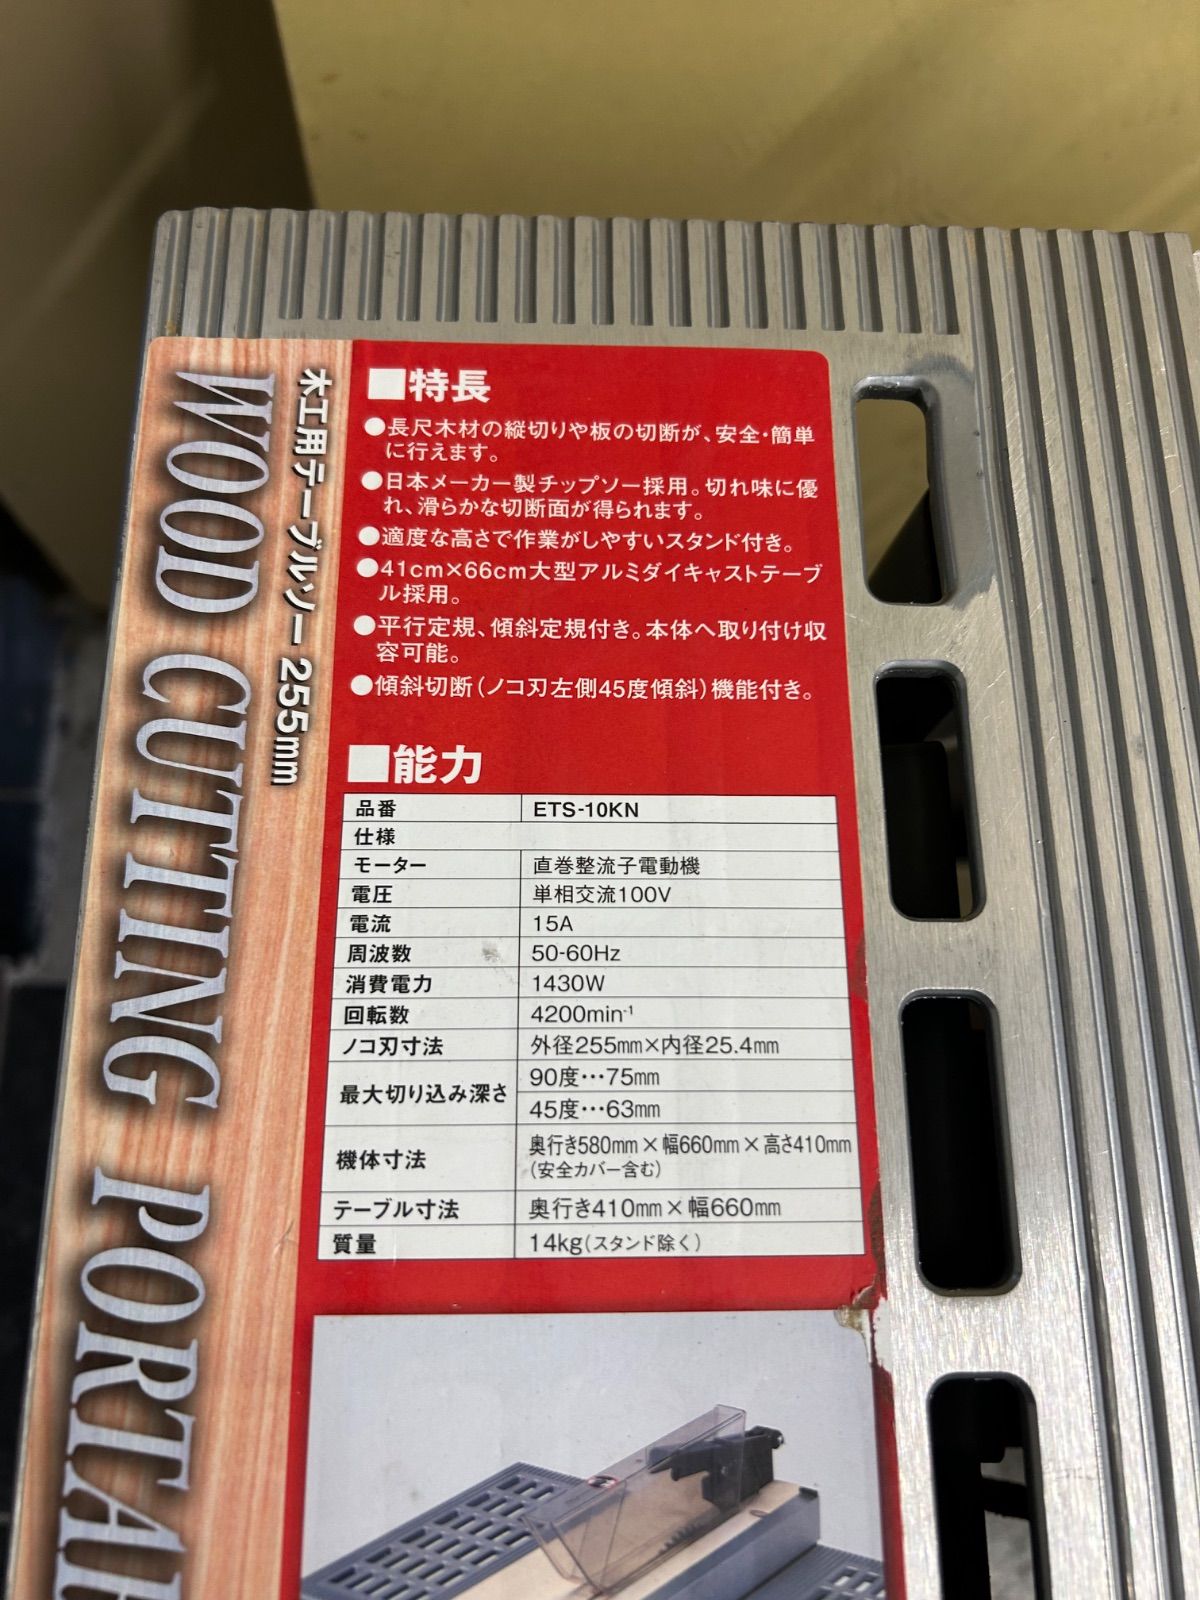 WOOD CUTTING PORTA
木工用テーブルソー 255mm
■特長
●長尺木材の縦切りや板の切断が、安全・簡単
に行えます。
●日本メーカー製チップソー採用。切れ味に優
れ、滑らかな切断面が得られます。
●適度な高さで作業がしやすいスタンド付き。
●41cm×66cm大型アルミダイキャストテーブ
ル採用。
●平行定規、傾斜定規付き。本体へ取り付け収
容可能。
●傾斜切断(ノコ刃左側45度傾斜)機能付き。
■能力
品番 ETS-10KN
仕様
モーター 直巻整流子電動機
電圧 単相交流100V
電流 15A
周波数 50-60Hz
消費電力 1430W
回転数 4200min-1
ノコ刃寸法 外径255mm×内径25.4mm
最大切り込み深さ 90度…75mm
45度…63mm
機体寸法 奥行き580mm×幅660mm×高さ410mm
(安全カバー含む)
テーブル寸法 奥行き410mm×幅660mm
質量 14kg(スタンド除く)